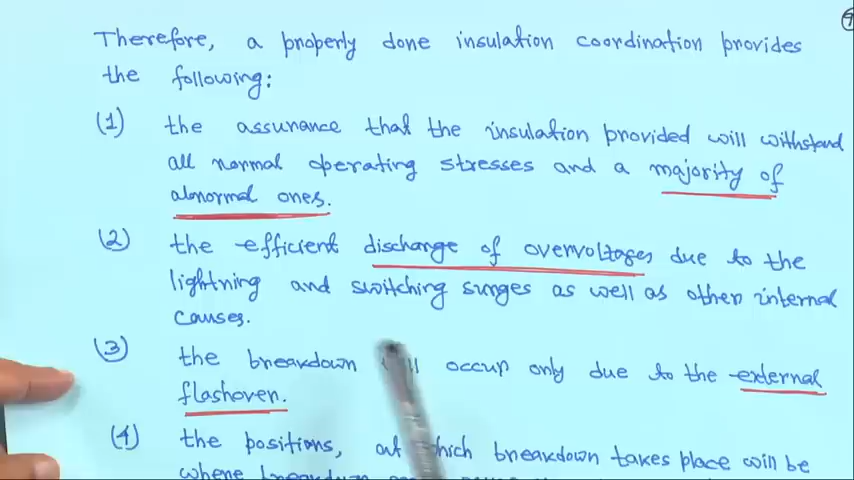 Therefore, a properly done insulation coordination provides
the following:
(1) the assurance that the insulation provided will withstand
all normal operating stresses and a majority of
abnormal ones.
(2) the efficient discharge of overvoltages due to the
lightning and switching surges as well as other internal
causes.
(3) the breakdown occur only due to the external
flashover.
(4) the positions, at which breakdown takes place will be
where breakdown